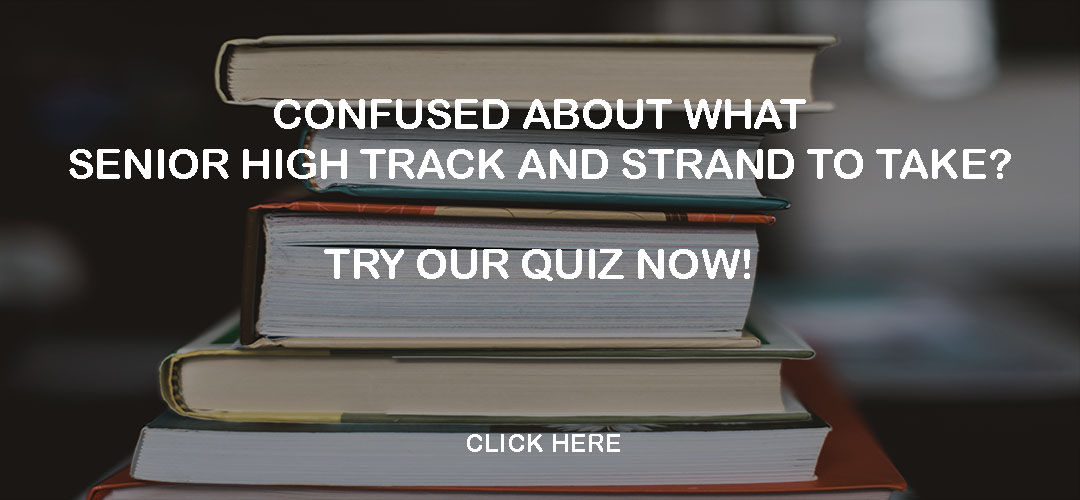 CONFUSED ABOUT WHAT
SENIOR HIGH TRACK AND STRAND TO TAKE?
TRY OUR QUIZ NOW!
CLICK HERE